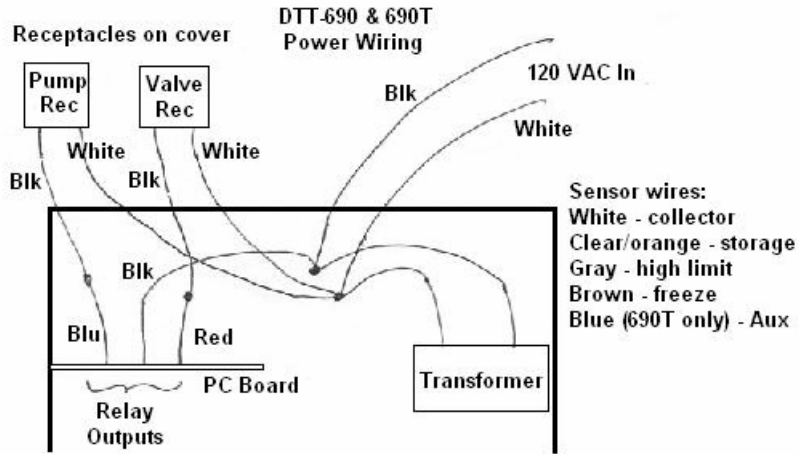 DTT-690 & 690T
Power Wiring
Receptacles on cover
Pump
Rec
Valve
Rec
120 VAC In
Blk
White
White
White
Blk
Blk
Sensor wires:
White - collector
Clear/orange - storage
Gray - high limit
Brown - freeze
Blue (690T only) - Aux
Blk
Blu
Red
PC Board
Transformer
Relay
Outputs